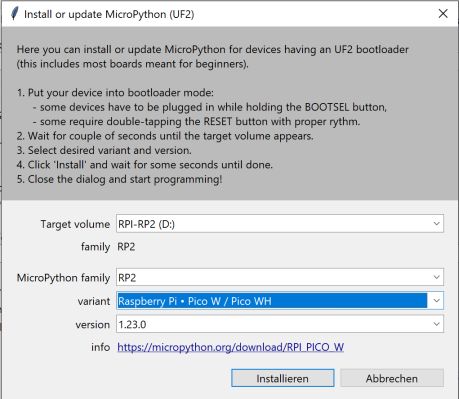 Install or update MicroPython (UF2)
Here you can install or update MicroPython for devices having an UF2 bootloader
(this includes most boards meant for beginners).
1. Put your device into bootloader mode:
- some devices have to be plugged in while holding the BOOTSEL button,
- some require double-tapping the RESET button with proper rythm.
2. Wait for couple of seconds until the target volume appears.
3. Select desired variant and version.
4. Click 'Install' and wait for some seconds until done.
5. Close the dialog and start programming!
Target volume RPI-RP2 (D:)
family RP2
MicroPython family RP2
variant Raspberry Pi • Pico W / Pico WH
version 1.23.0
info https://micropython.org/download/RPI_PICO_W
Installieren Abbrechen